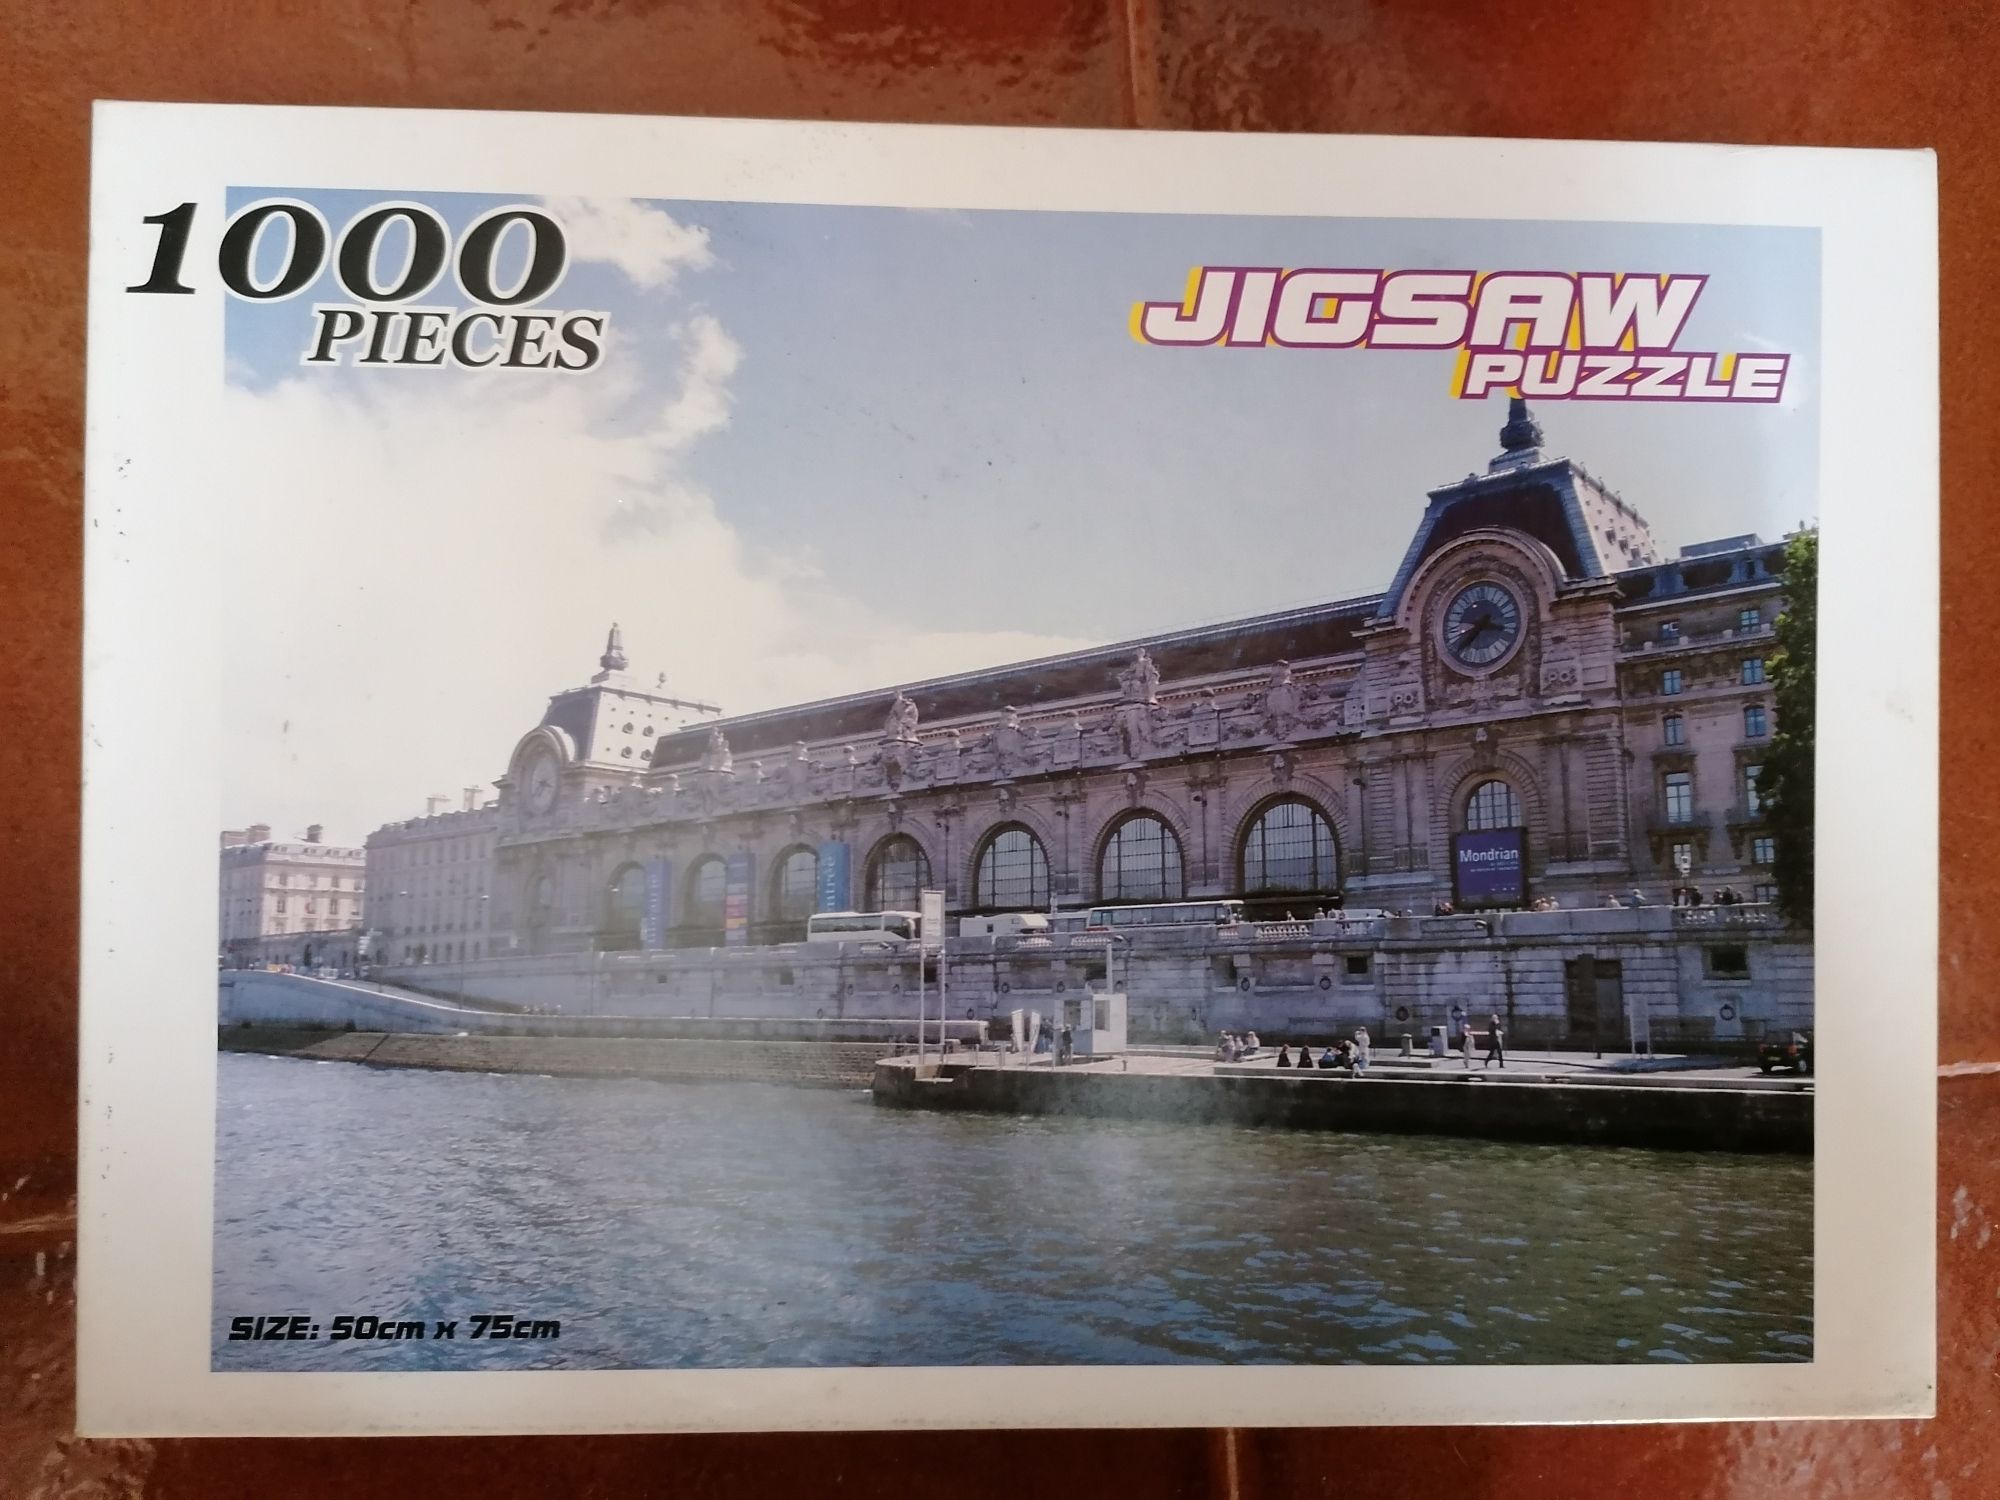 1000
PIECES
JIGSAW
PUZZLE
Mondrian
SIZE: 50cm x 75cm